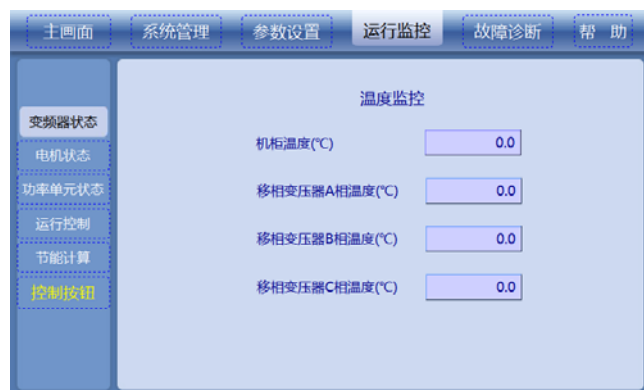 主画面 系统管理 参数设置 运行监控 故障诊断 帮 助
温度监控
变频器状态
电机状态
功率单元状态
运行控制
节能计算
控制按钮
机柜温度(℃) 0.0
移相变压器A相温度(℃) 0.0
移相变压器B相温度(℃) 0.0
移相变压器C相温度(℃) 0.0